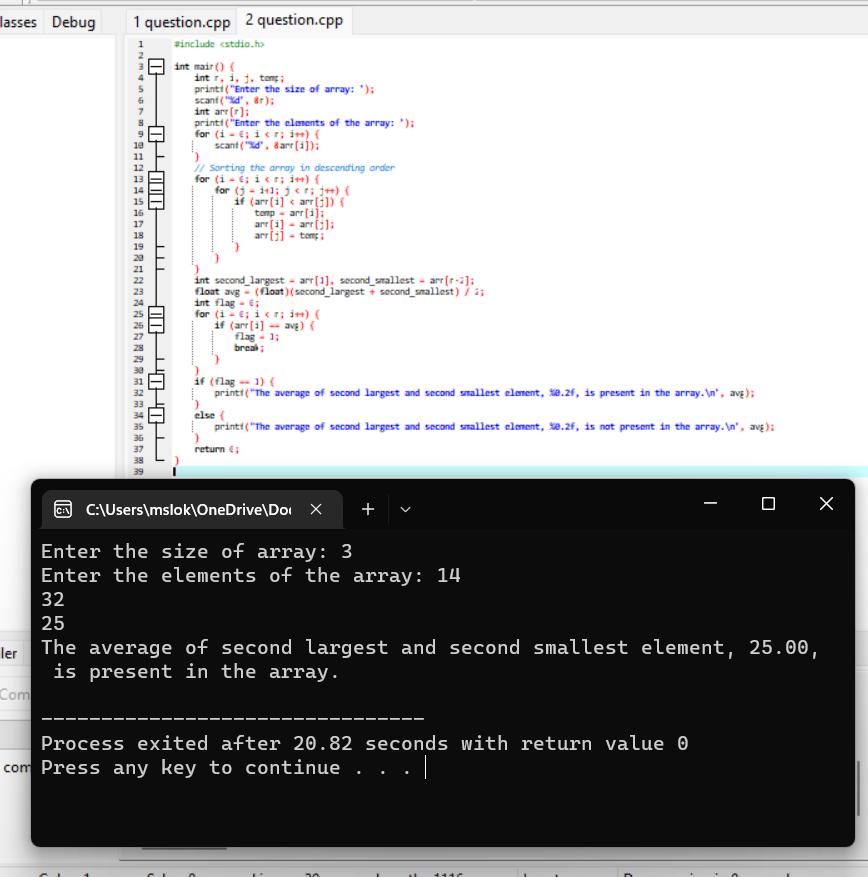 lasses Debug 1 question.cpp 2 question.cpp
1 #include <stdio.h>
2
3 int main() {
4 int r, i, j, temp;
5 printf("Enter the size of array: ");
6 scanf("%d", &r);
7 int arr[r];
8 printf("Enter the elements of the array: ");
9 for (i = 0; i < r; i++) {
10 scanf("%d", &arr[i]);
11 }
12 // Sorting the array in descending order
13 for (i = 0; i < r; i++) {
14 for (j = i+1; j < r; j++) {
15 if (arr[i] < arr[j]) {
16 temp = arr[i];
17 arr[i] = arr[j];
18 arr[j] = temp;
19 }
20 }
21 }
22 int second_largest = arr[1], second_smallest = arr[r-2];
23 float avg = (float)(second_largest + second_smallest) / 2;
24 int flag = 0;
25 for (i = 0; i < r; i++) {
26 if (arr[i] == avg) {
27 flag = 1;
28 break;
29 }
30 }
31 if (flag == 1) {
32 printf("The average of second largest and second smallest element, %0.2f, is present in the array.\n", avg);
33 }
34 else {
35 printf("The average of second largest and second smallest element, %0.2f, is not present in the array.\n", avg);
36 }
37 return 0;
38 }
39
C:\Users\mslok\OneDrive\Doc
Enter the size of array: 3
Enter the elements of the array: 14
32
25
The average of second largest and second smallest element, 25.00,
is present in the array.
--------------------------------
Process exited after 20.82 seconds with return value 0
Press any key to continue . . .
ler
Com
com